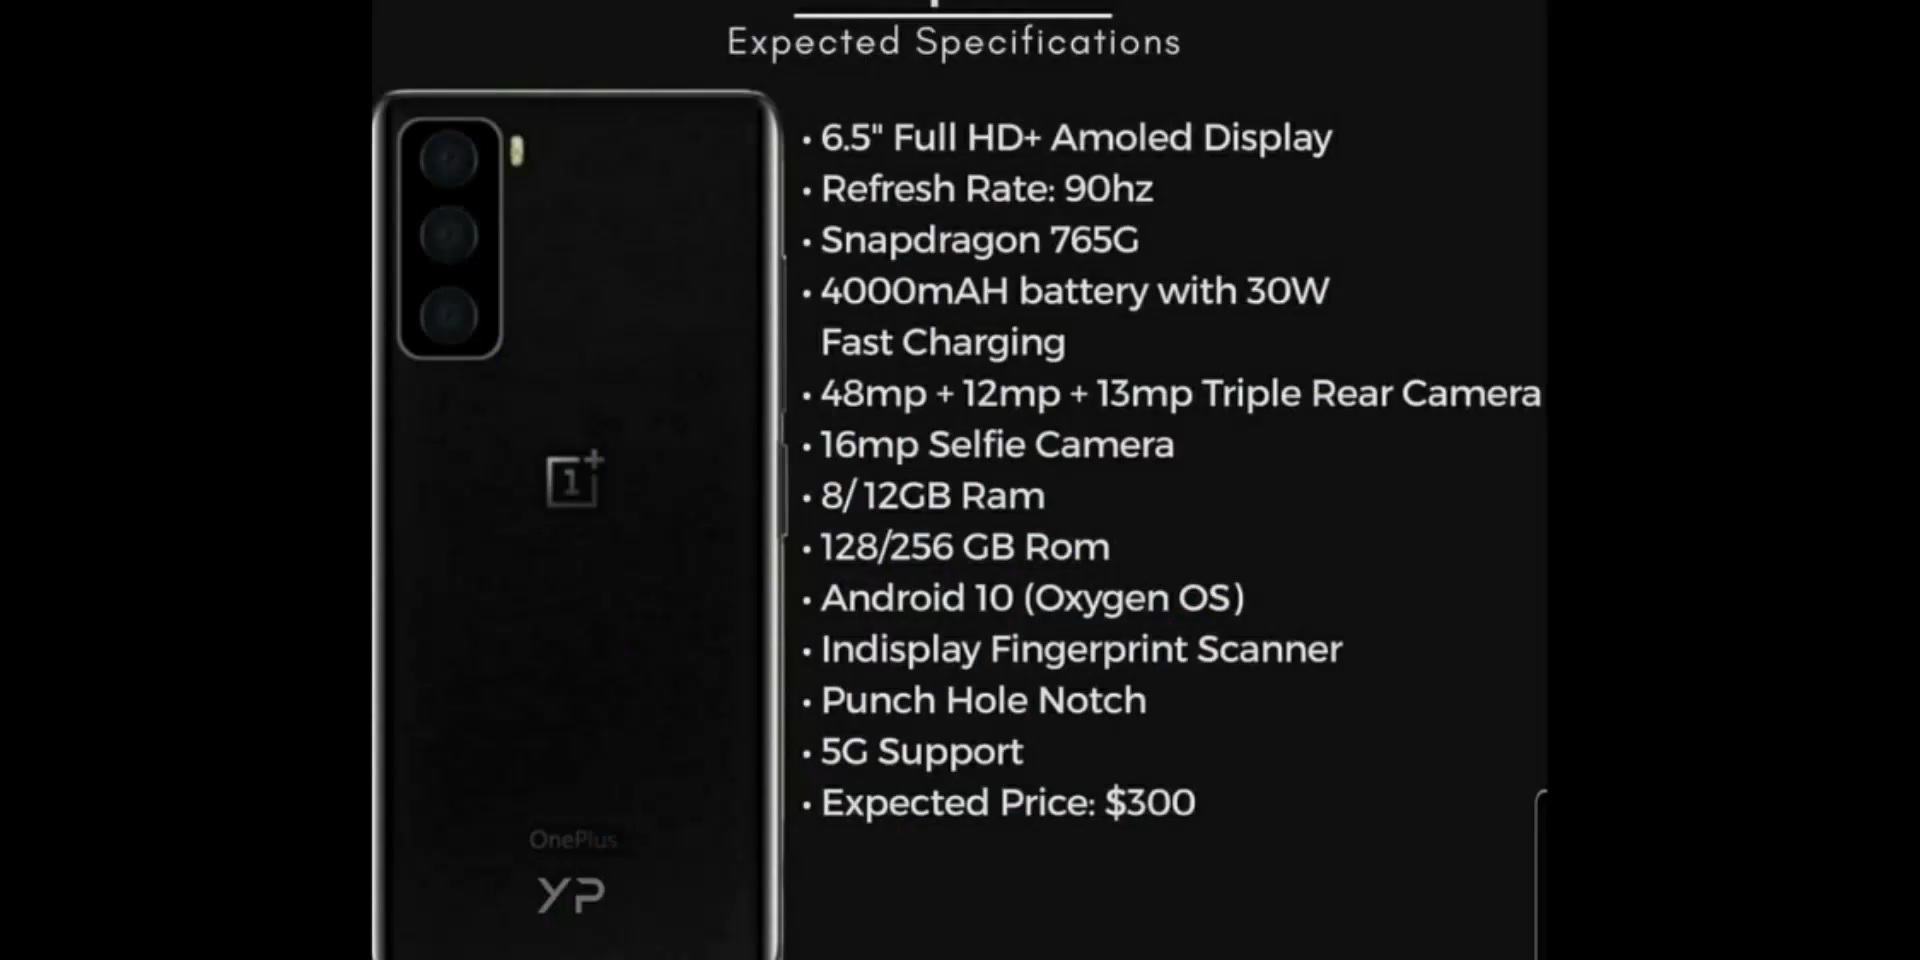 Expected Specifications
• 6.5" Full HD+ Amoled Display
• Refresh Rate: 90hz
• Snapdragon 765G
• 4000mAH battery with 30W
Fast Charging
• 48mp + 12mp + 13mp Triple Rear Camera
• 16mp Selfie Camera
• 8/ 12GB Ram
• 128/256 GB Rom
• Android 10 (Oxygen OS)
• Indisplay Fingerprint Scanner
• Punch Hole Notch
• 5G Support
• Expected Price: $300
1+
OnePlus
YP